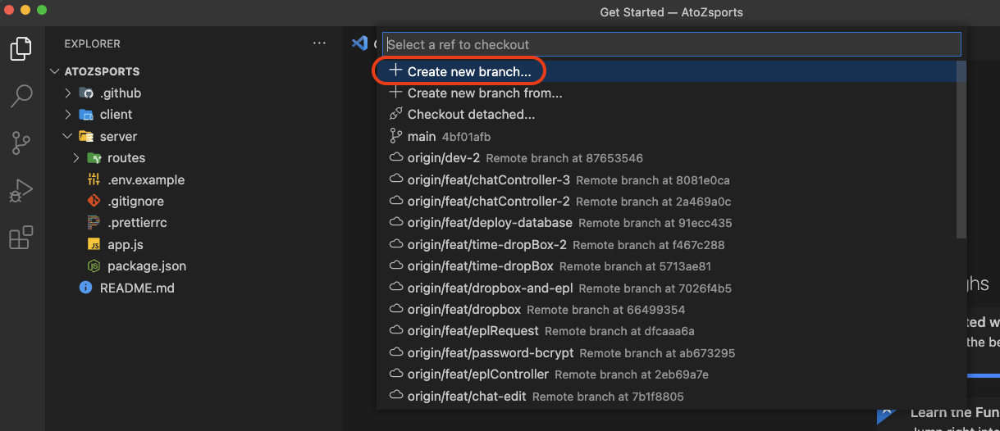 Get Started — AtoZsports
EXPLORER
ATOZSPORTS
.github
client
server
routes
.env.example
.gitignore
.prettierrc
JS app.js
package.json
README.md
Select a ref to checkout
Create new branch...
Create new branch from...
Checkout detached...
main 4bf01afb
origin/dev-2 Remote branch at 87653546
origin/feat/chatController-3 Remote branch at 8081e0ca
origin/feat/chatController-2 Remote branch at 2a469a0c
origin/feat/deploy-database Remote branch at 91ecc435
origin/feat/time-dropBox-2 Remote branch at f467c288
origin/feat/time-dropBox Remote branch at 5713ae81
origin/feat/dropbox-and-epl Remote branch at 7026f4b5
origin/feat/dropbox Remote branch at 66499354
origin/feat/eplRequest Remote branch at dfcaaa6a
origin/feat/password-bcrypt Remote branch at ab673295
origin/feat/eplController Remote branch at 2eb69a7e
origin/feat/chat-edit Remote branch at 7b1f8805
ghs
ted w
the be
Learn the Fun
Jump right into